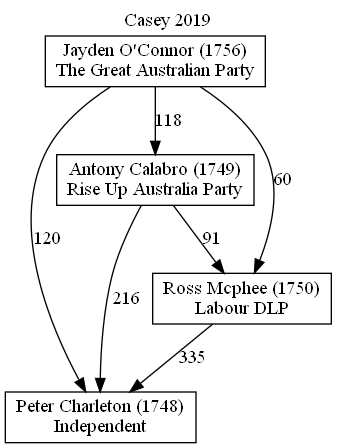 Casey 2019
Jayden O'Connor (1756)
The Great Australian Party
118
Antony Calabro (1749)
Rise Up Australia Party
60
120
216
91
Ross Mcphee (1750)
Labour DLP
335
Peter Charleton (1748)
Independent